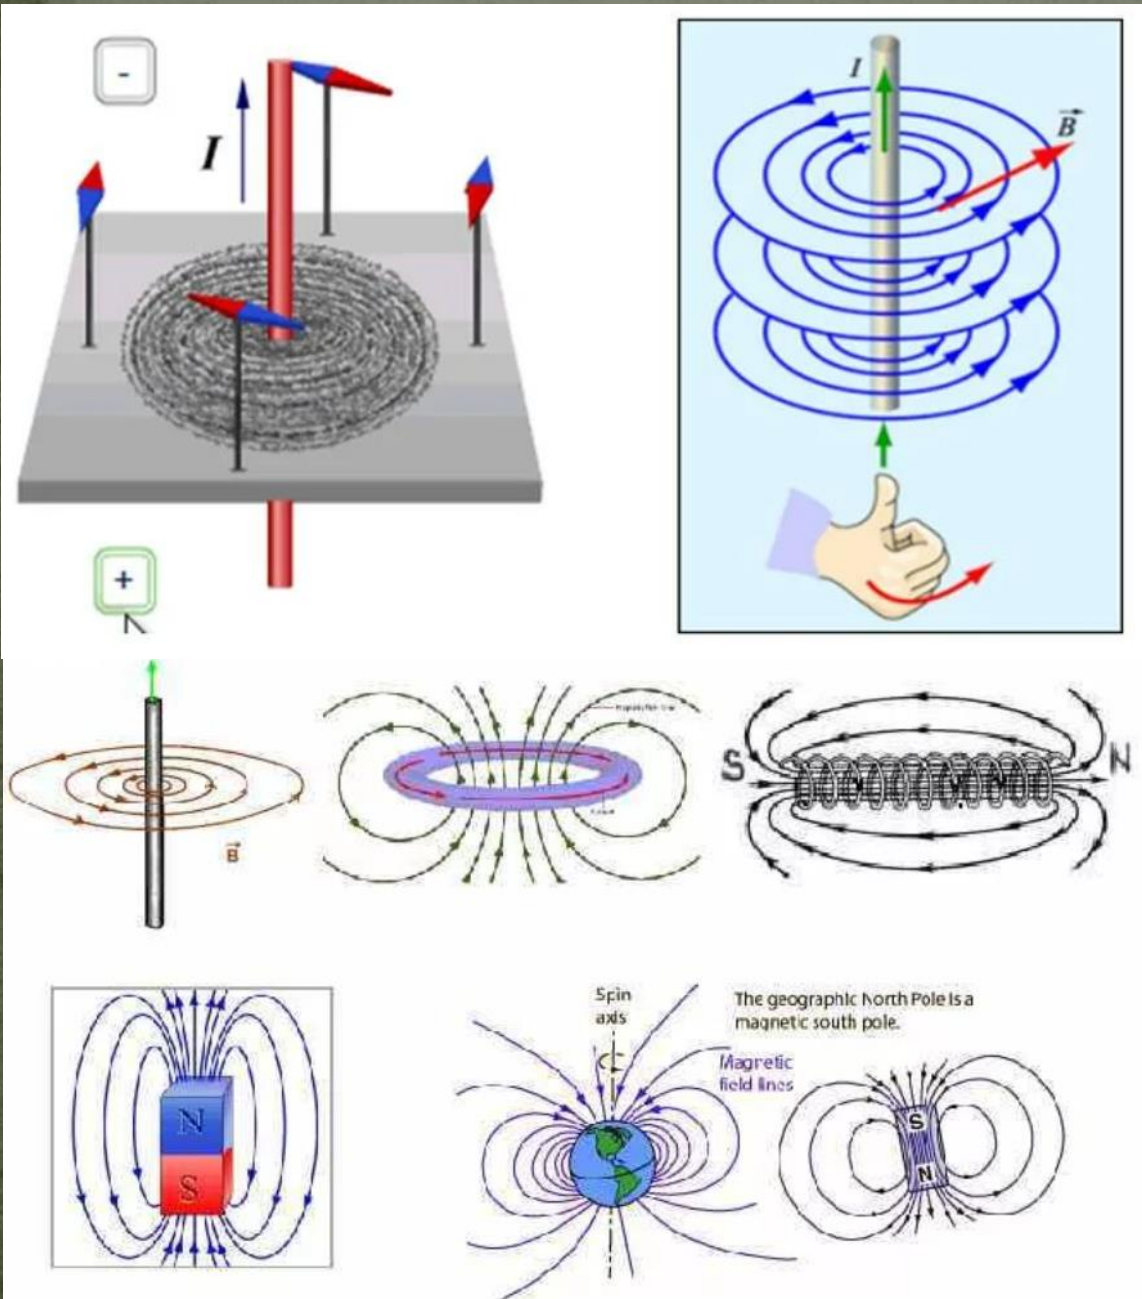 -
I
+
I
B
B
S
N
N
S
Spin
axis
The geographic North Pole is a
magnetic south pole.
Magnetic
field lines
S
N